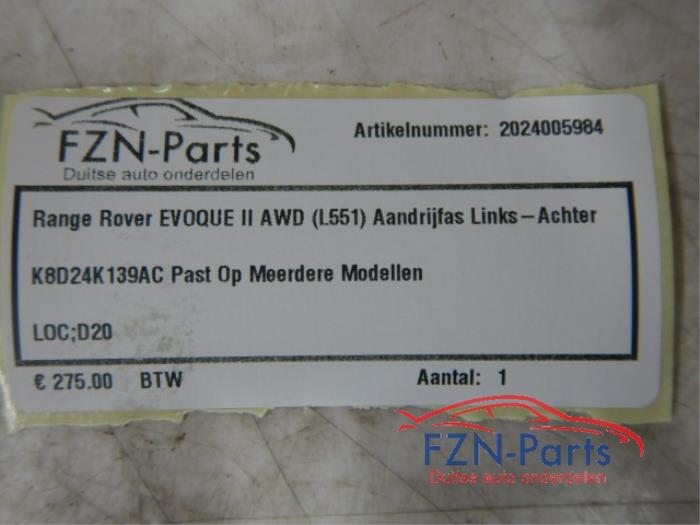 FZN-Parts
Duitse auto onderdelen
Artikelnummer: 2024005984
Range Rover EVOQUE II AWD (L551) Aandrijfas Links-Achter
K8D24K139AC Past Op Meerdere Modellen
LOC;D20
€ 275.00 BTW
Aantal: 1
FZN-Parts
Duitse auto onderdelen